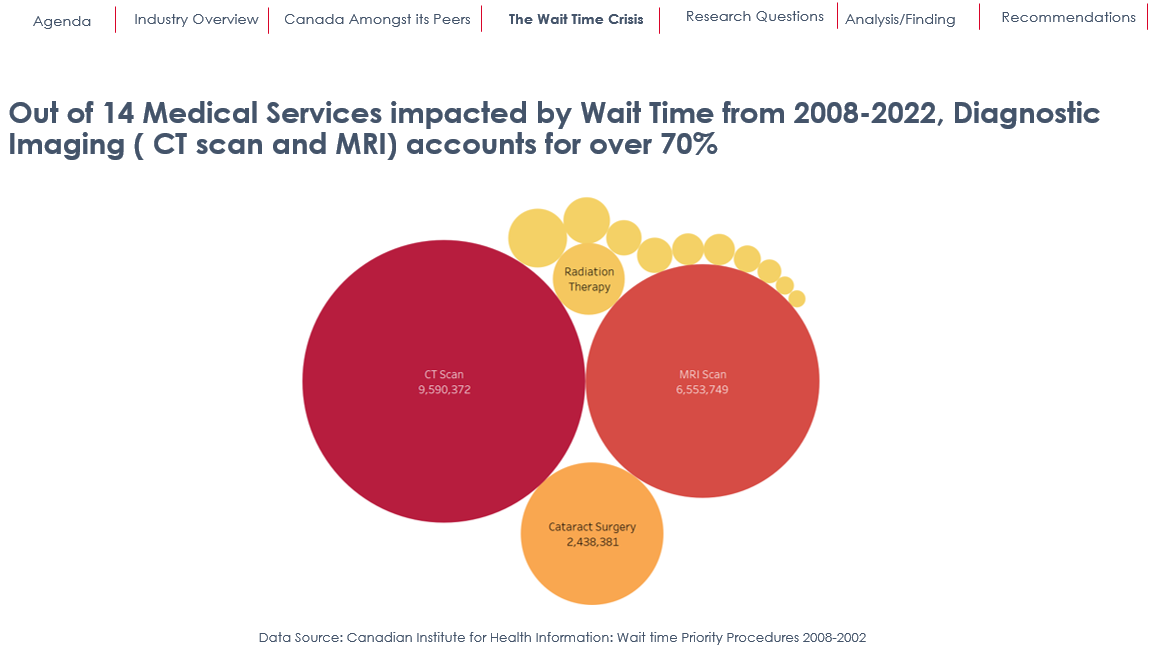 Agenda
Industry Overview
Canada Amongst its Peers
The Wait Time Crisis
Research Questions
Analysis/Finding
Recommendations
Out of 14 Medical Services impacted by Wait Time from 2008-2022, Diagnostic
Imaging ( CT scan and MRI) accounts for over 70%
Radiation
Therapy
CT Scan
9,590,372
MRI Scan
6,553,749
Cataract Surgery
2,438,381
Data Source: Canadian Institute for Health Information: Wait time Priority Procedures 2008-2002